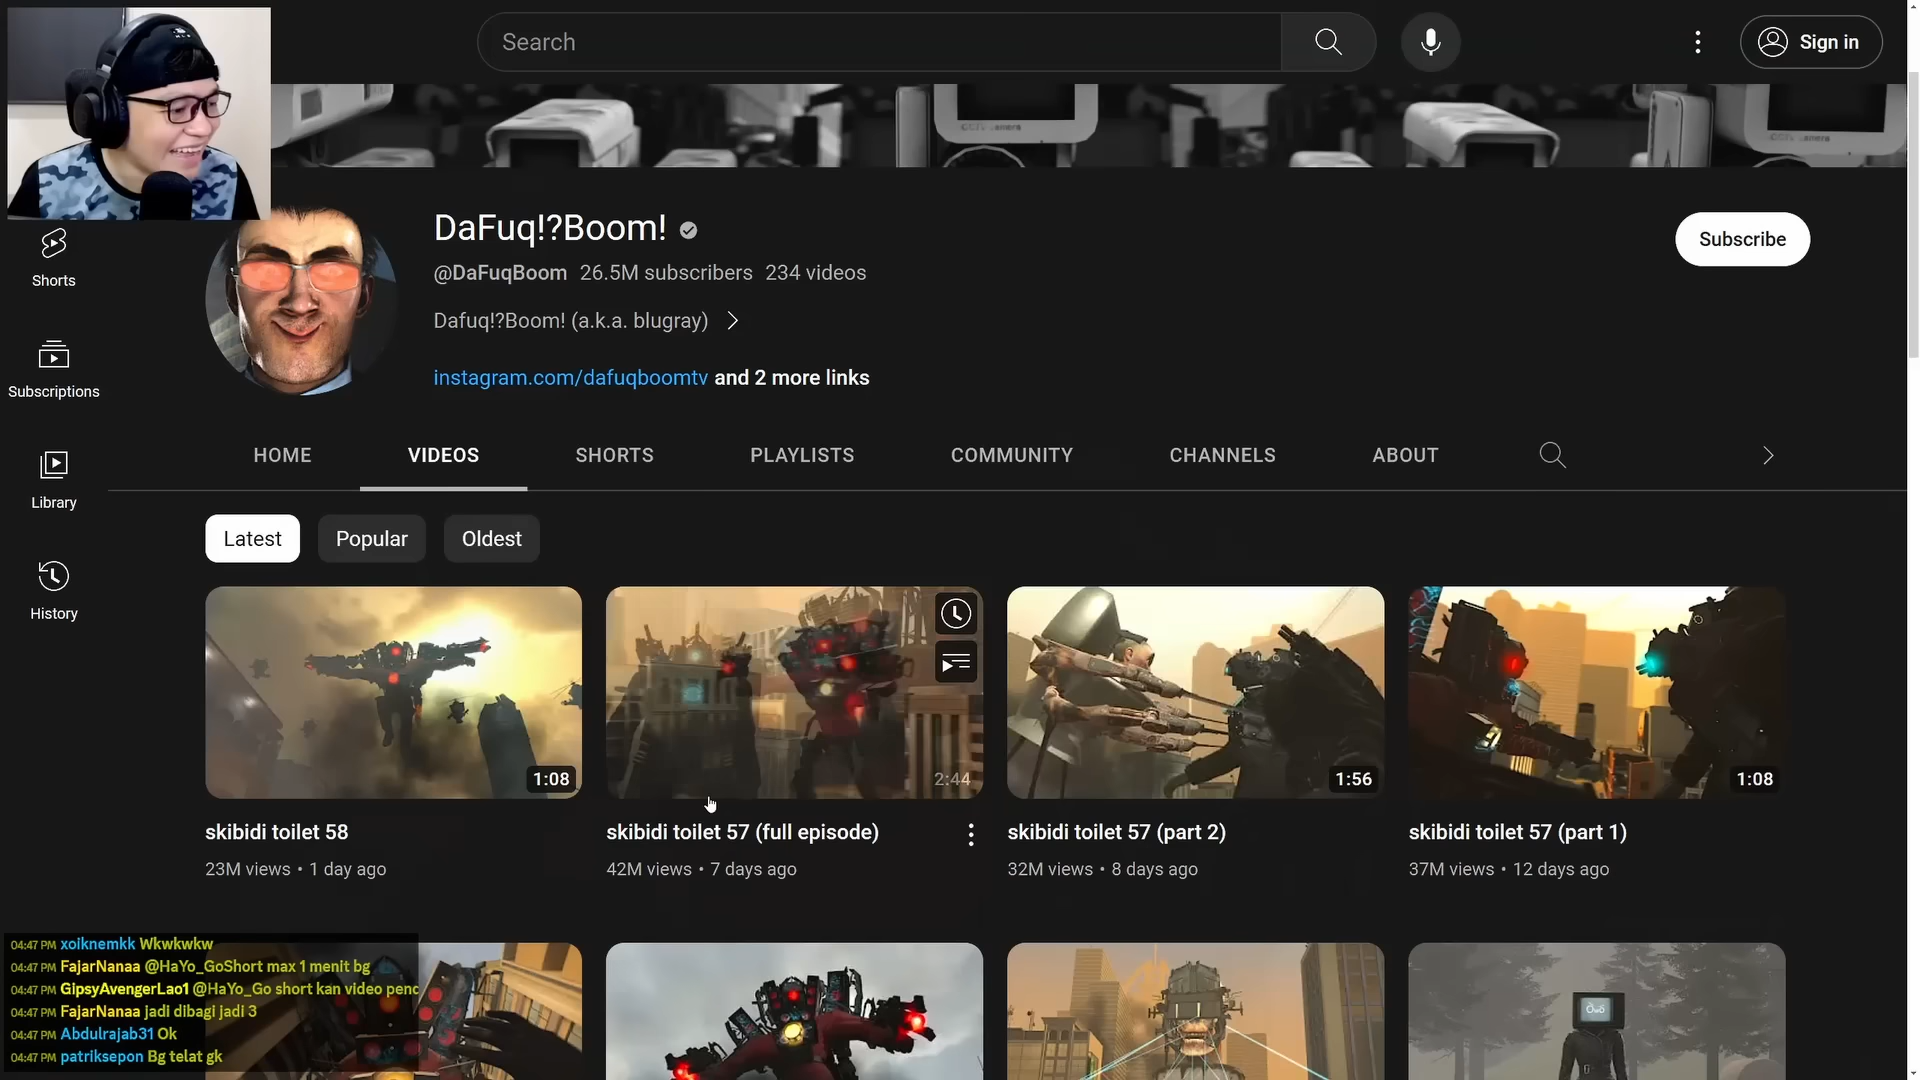 Search
Sign in
DaFuq!?Boom!
@DaFuqBoom 26.5M subscribers 234 videos
Dafuq!?Boom! (a.k.a. blugray)
instagram.com/dafuqboomtv and 2 more links
Subscribe
Shorts
Subscriptions
Library
History
HOME VIDEOS SHORTS PLAYLISTS COMMUNITY CHANNELS ABOUT
Latest Popular Oldest
1:08 2:44 1:56 1:08
skibidi toilet 58
23M views • 1 day ago
skibidi toilet 57 (full episode)
42M views • 7 days ago
skibidi toilet 57 (part 2)
32M views • 8 days ago
skibidi toilet 57 (part 1)
37M views • 12 days ago
04:47 PM xoiknemkk Wkwkwkw
04:47 PM FajarNanaa @HaYo_GoShort max 1 menit bg
04:47 PM GipsyAvengerLao1 @HaYo_Go short kan video penc
04:47 PM FajarNanaa jadi dibagi jadi 3
04:47 PM Abdulrajab31 Ok
04:47 PM patriksepon Bg telat gk